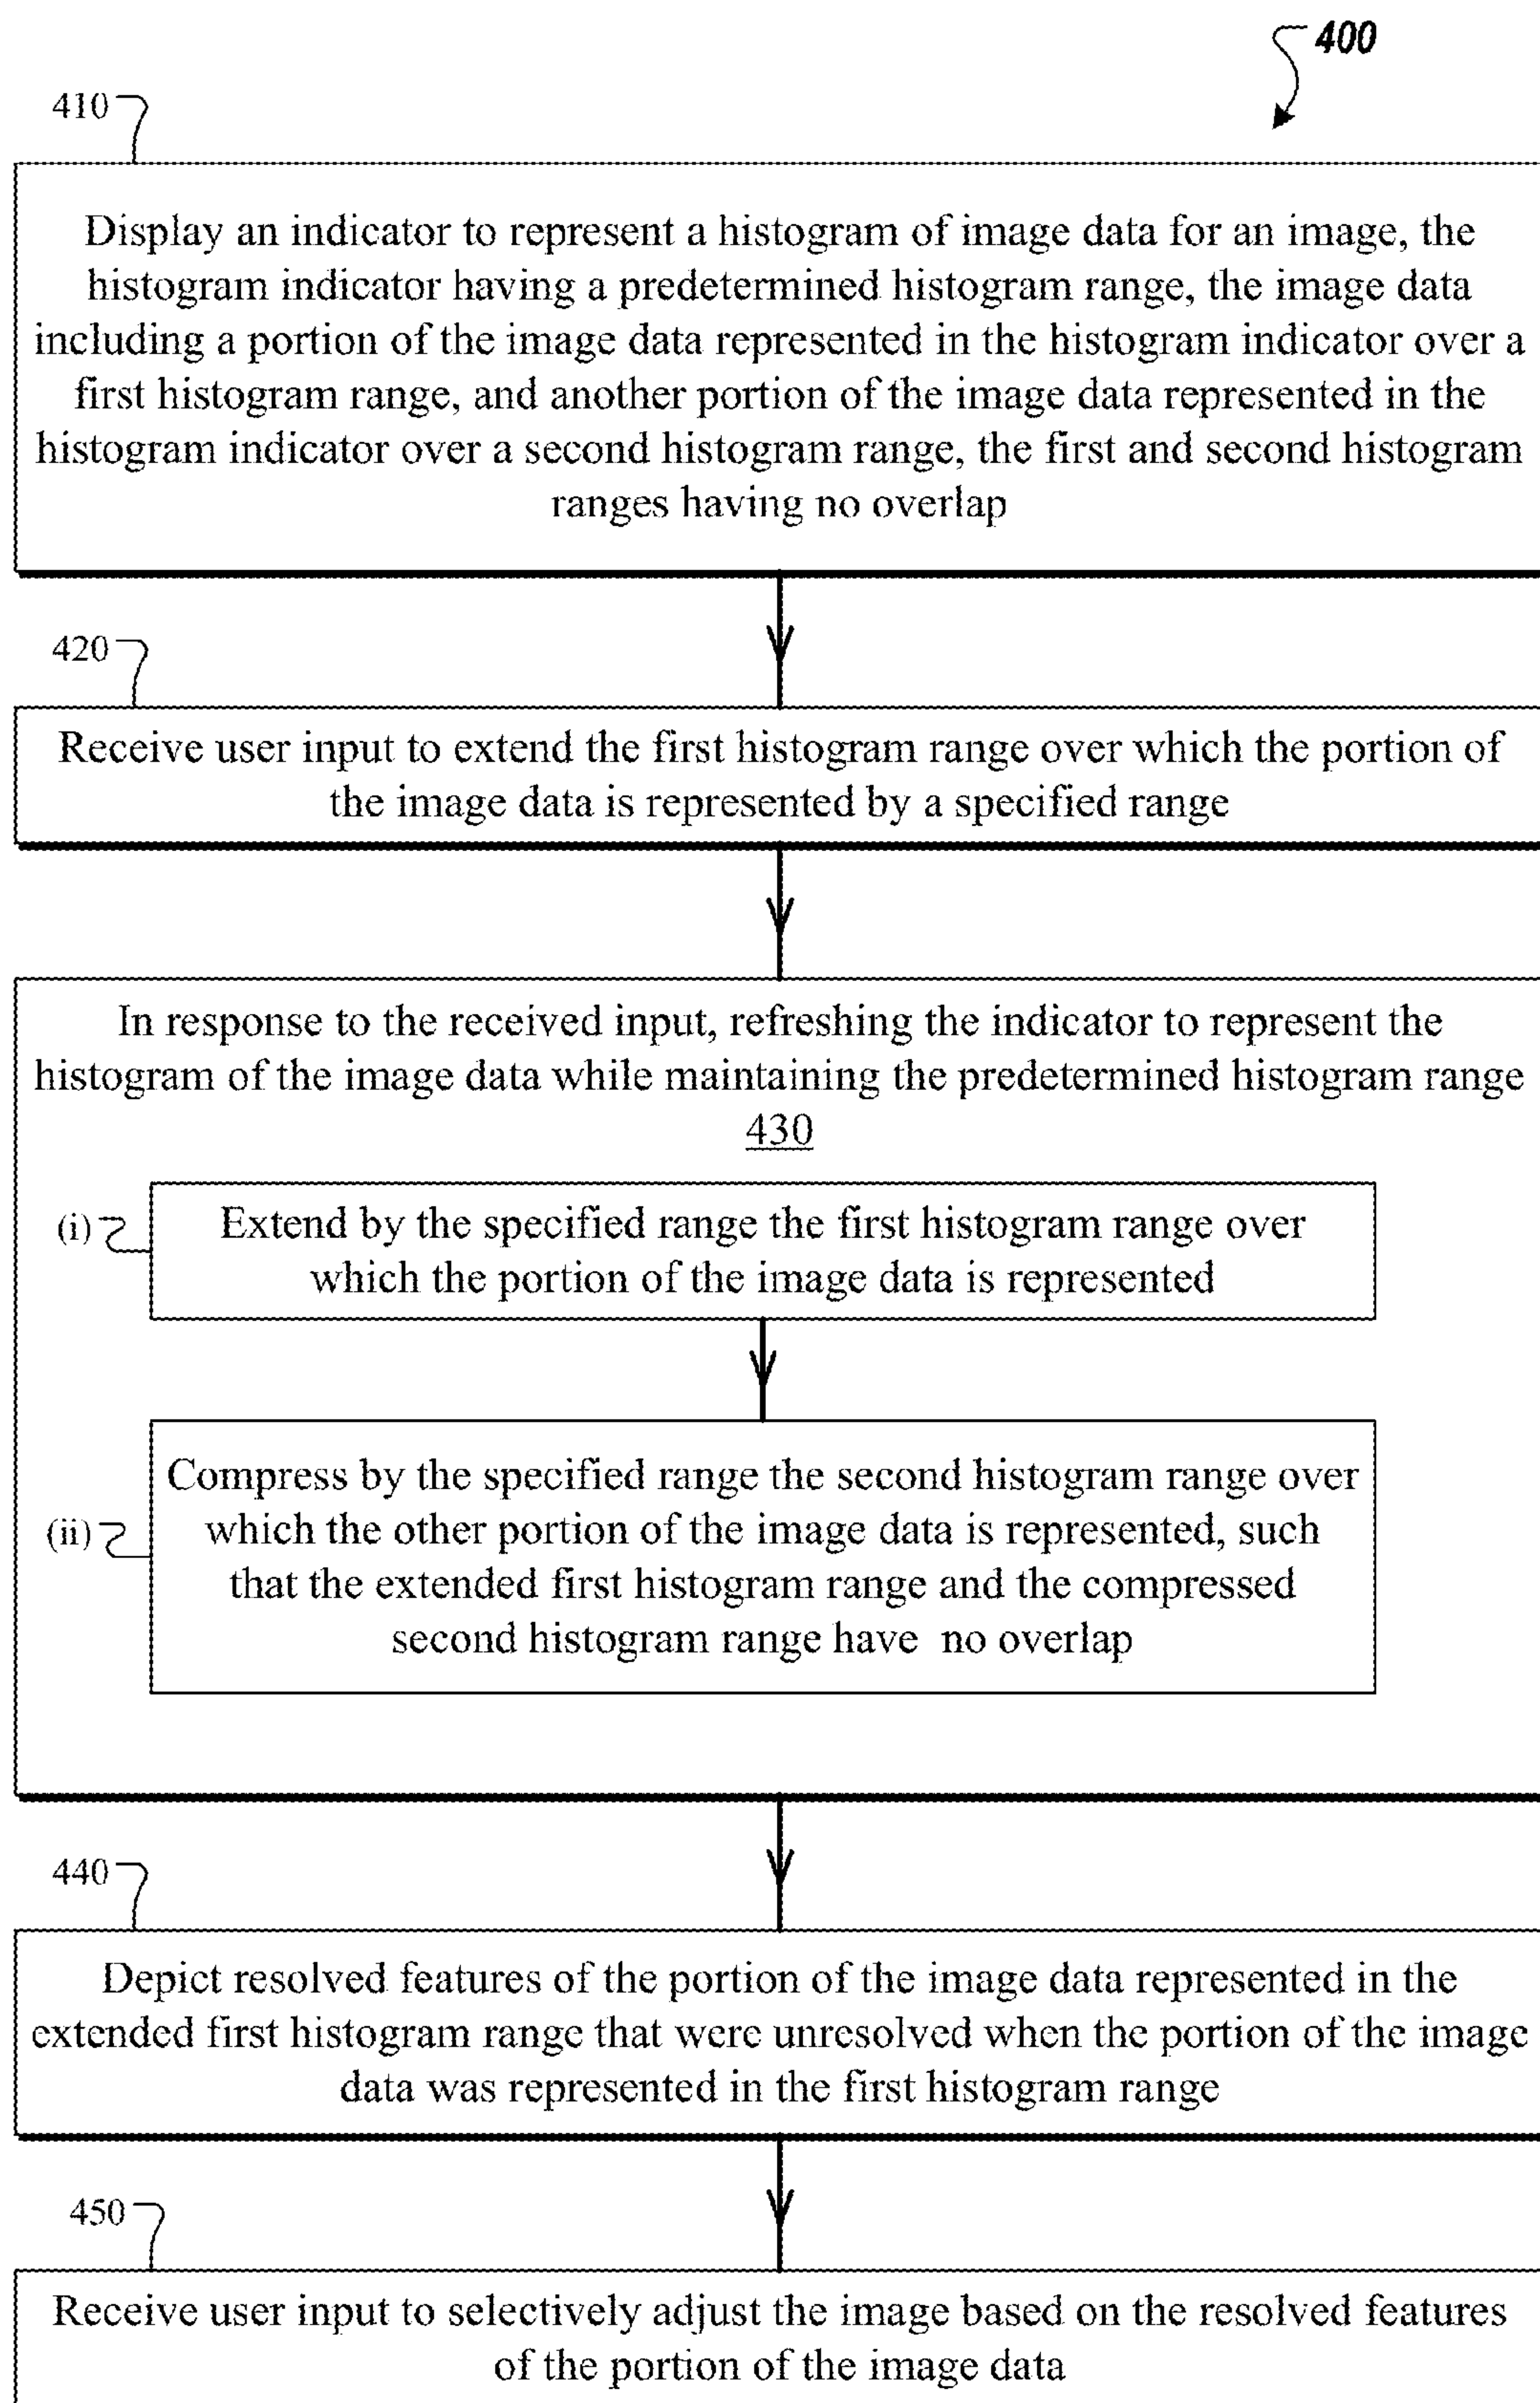 400
410
Display an indicator to represent a histogram of image data for an image, the
histogram indicator having a predetermined histogram range, the image data
including a portion of the image data represented in the histogram indicator over a
first histogram range, and another portion of the image data represented in the
histogram indicator over a second histogram range, the first and second histogram
ranges having no overlap
420
Receive user input to extend the first histogram range over which the portion of
the image data is represented by a specified range
In response to the received input, refreshing the indicator to represent the
histogram of the image data while maintaining the predetermined histogram range
430
(i)
Extend by the specified range the first histogram range over
which the portion of the image data is represented
(ii)
Compress by the specified range the second histogram range over
which the other portion of the image data is represented, such
that the extended first histogram range and the compressed
second histogram range have no overlap
440
Depict resolved features of the portion of the image data represented in the
extended first histogram range that were unresolved when the portion of the image
data was represented in the first histogram range
450
Receive user input to selectively adjust the image based on the resolved features
of the portion of the image data